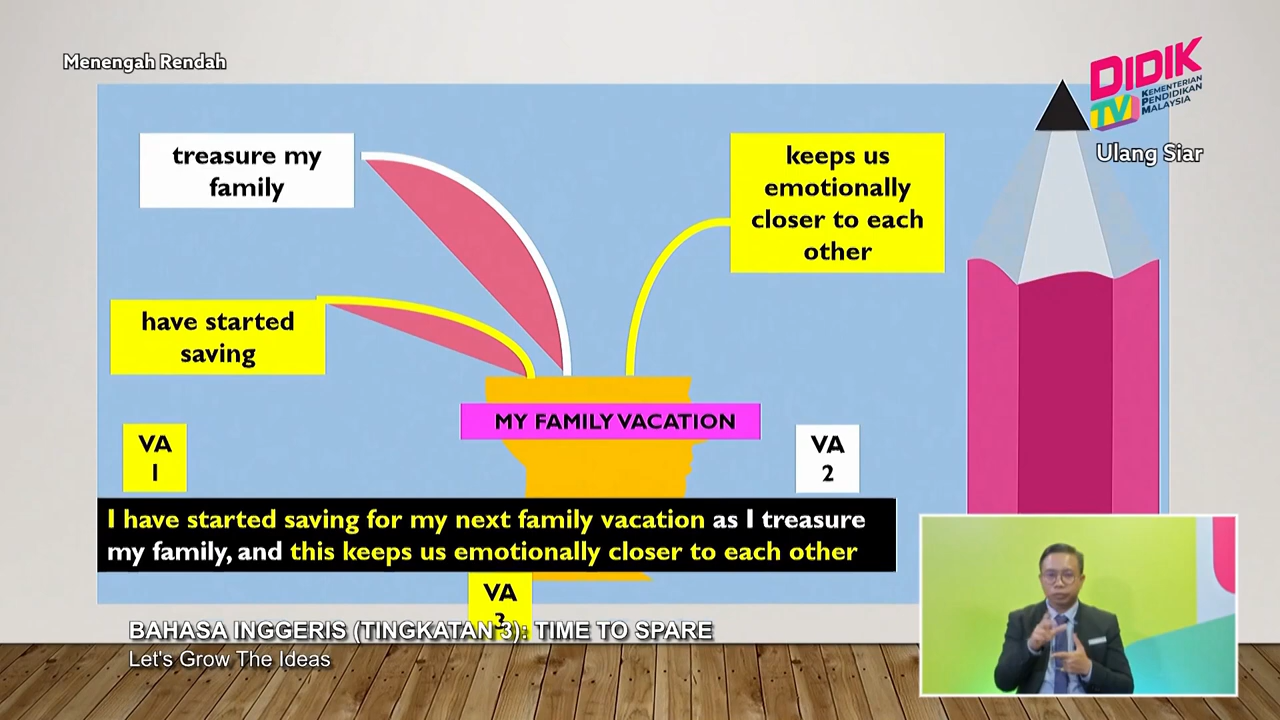 Menengah Rendah
DIDIK
TV
KEMENTERIAN
PENDIDIKAN
MALAYSIA
Ulang Siar
treasure my
family
keeps us
emotionally
closer to each
other
have started
saving
MY FAMILY VACATION
VA
1
VA
2
I have started saving for my next family vacation as I treasure
my family, and this keeps us emotionally closer to each other
VA
3
BAHASA INGGERIS (TINGKATAN 3): TIME TO SPARE
Let's Grow The Ideas